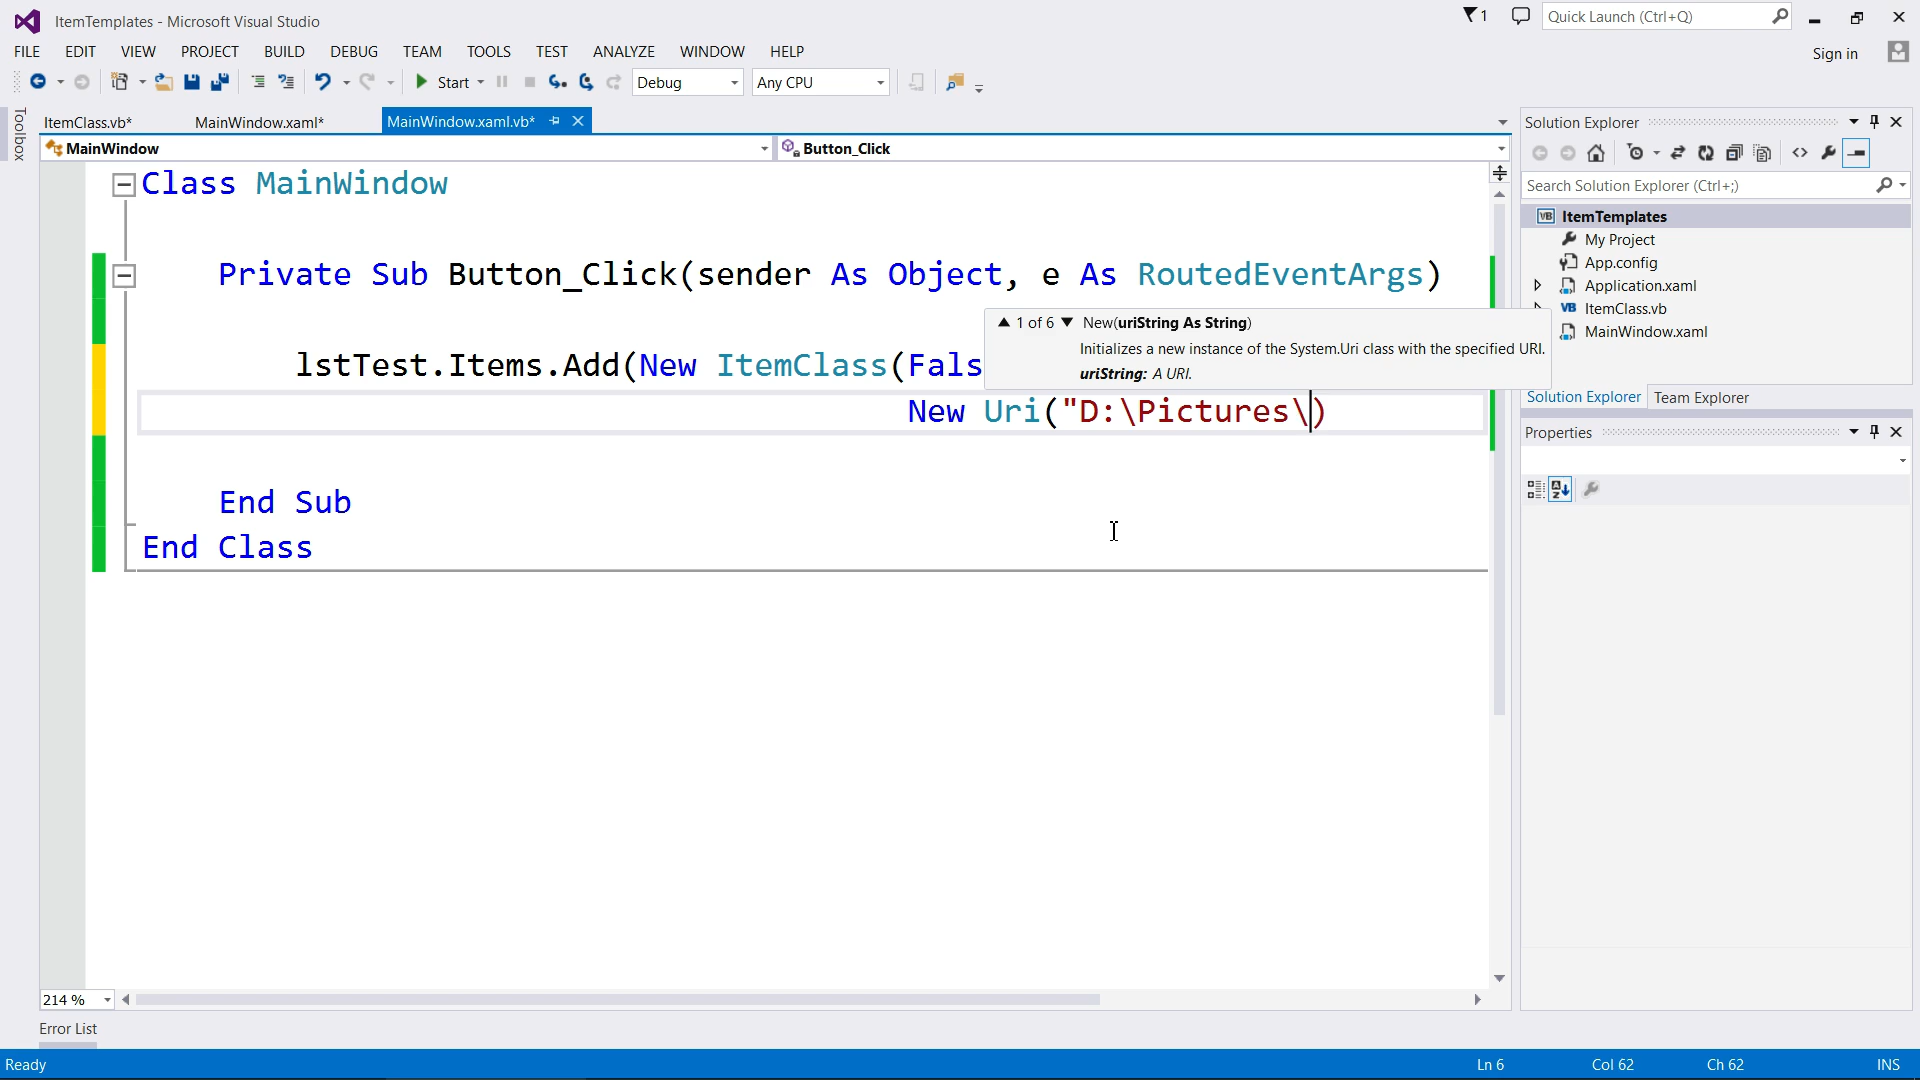 ItemTemplates - Microsoft Visual Studio
1
Quick Launch (Ctrl+Q)
FILE EDIT VIEW PROJECT BUILD DEBUG TEAM TOOLS TEST ANALYZE WINDOW HELP
Sign in
Start Debug Any CPU
Toolbox
ItemClass.vb* MainWindow.xaml* MainWindow.xaml.vb*
MainWindow Button_Click
Class MainWindow
Private Sub Button_Click(sender As Object, e As RoutedEventArgs)
1 of 6 New(uriString As String)
Initializes a new instance of the System.Uri class with the specified URI.
uriString: A URI.
lstTest.Items.Add(New ItemClass(Fals
New Uri("D:\Pictures\)
End Sub
End Class
Solution Explorer
Search Solution Explorer (Ctrl+;)
VB ItemTemplates
My Project
App.config
Application.xaml
VB ItemClass.vb
MainWindow.xaml
Solution Explorer Team Explorer
Properties
214 %
Error List
Ready Ln 6 Col 62 Ch 62 INS